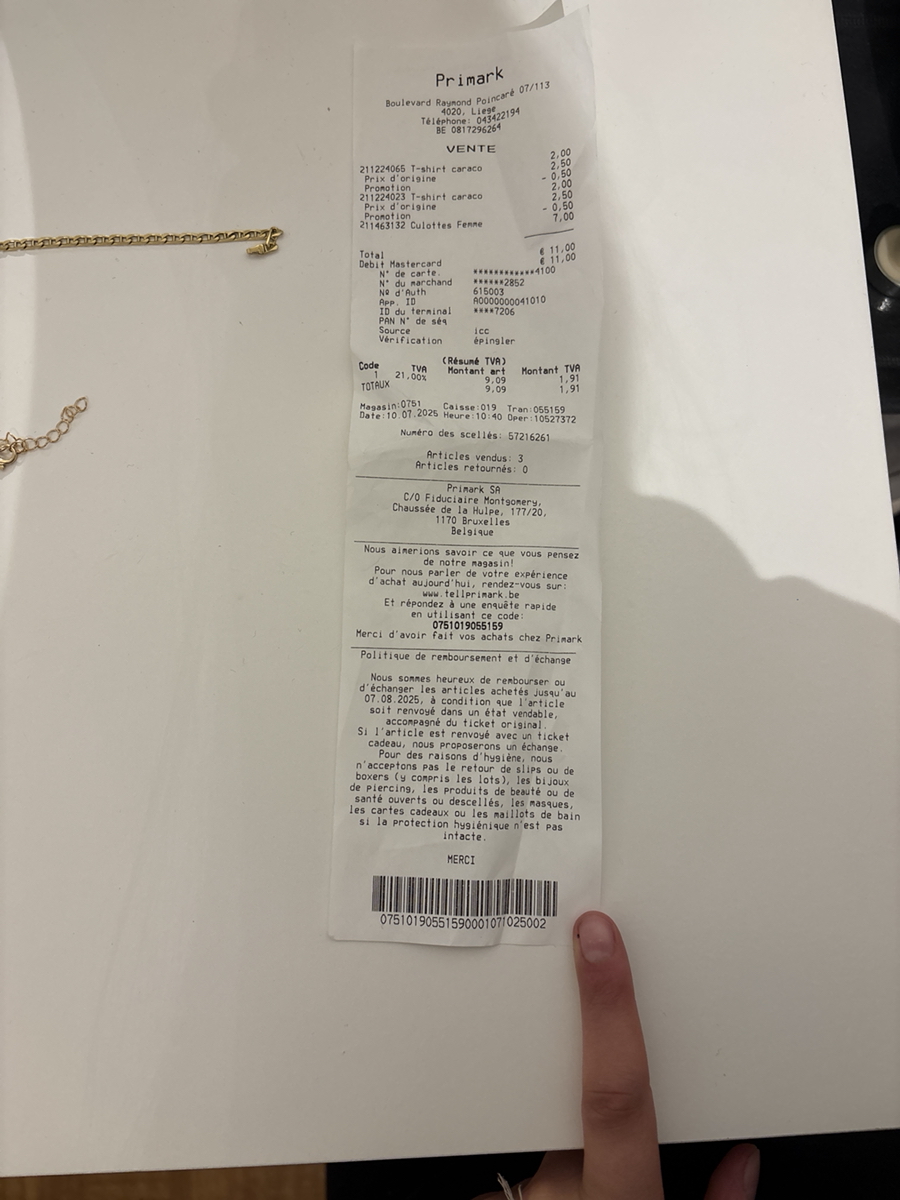 Primark
Boulevard Raymond Poincaré 07/113
4020, Liege
Téléphone: 043422194
BE 0817296264
VENTE
211224065 T-shirt caraco 2,00
Prix d'origine 2,50
Promotion - 0,50
211224023 T-shirt caraco 2,00
Prix d'origine 2,50
Promotion - 0,50
211463132 Culottes Femme 7,00
Total € 11,00
Debit Mastercard € 11,00
N° de carte. ************4100
N° du marchand ******2852
Nº d'Auth 615003
App. ID A0000000041010
ID du terminal ****7206
PAN N° de séq
Source icc
Vérification épingler
(Résumé TVA)
Code TVA Montant art Montant TVA
1 21,00% 9,09 1,91
TOTAUX 9,09 1,91
Magasin:0751 Caisse:019 Tran:055159
Date:10.07.2025 Heure:10:40 Oper:10527372
Numéro des scellés: 57216261
Articles vendus: 3
Articles retournés: 0
Primark SA
C/O Fiduciaire Montgomery,
Chaussée de la Hulpe, 177/20,
1170 Bruxelles
Belgique
Nous aimerions savoir ce que vous pensez
de notre magasin!
Pour nous parler de votre expérience
d'achat aujourd'hui, rendez-vous sur:
www.tellprimark.be
Et répondez à une enquête rapide
en utilisant ce code:
0751019055159
Merci d'avoir fait vos achats chez Primark
Politique de remboursement et d'échange
Nous sommes heureux de rembourser ou
d'échanger les articles achetés jusqu'au
07.08.2025, à condition que l'article
soit renvoyé dans un état vendable,
accompagné du ticket original.
Si l'article est renvoyé avec un ticket
cadeau, nous proposerons un échange.
Pour des raisons d'hygiène, nous
n'acceptons pas le retour de slips ou de
boxers (y compris les lots), les bijoux
de piercing, les produits de beauté ou de
santé ouverts ou descellés, les masques,
les cartes cadeaux ou les maillots de bain
si la protection hygiénique n'est pas
intacte.
MERCI
07510190551590001071025002